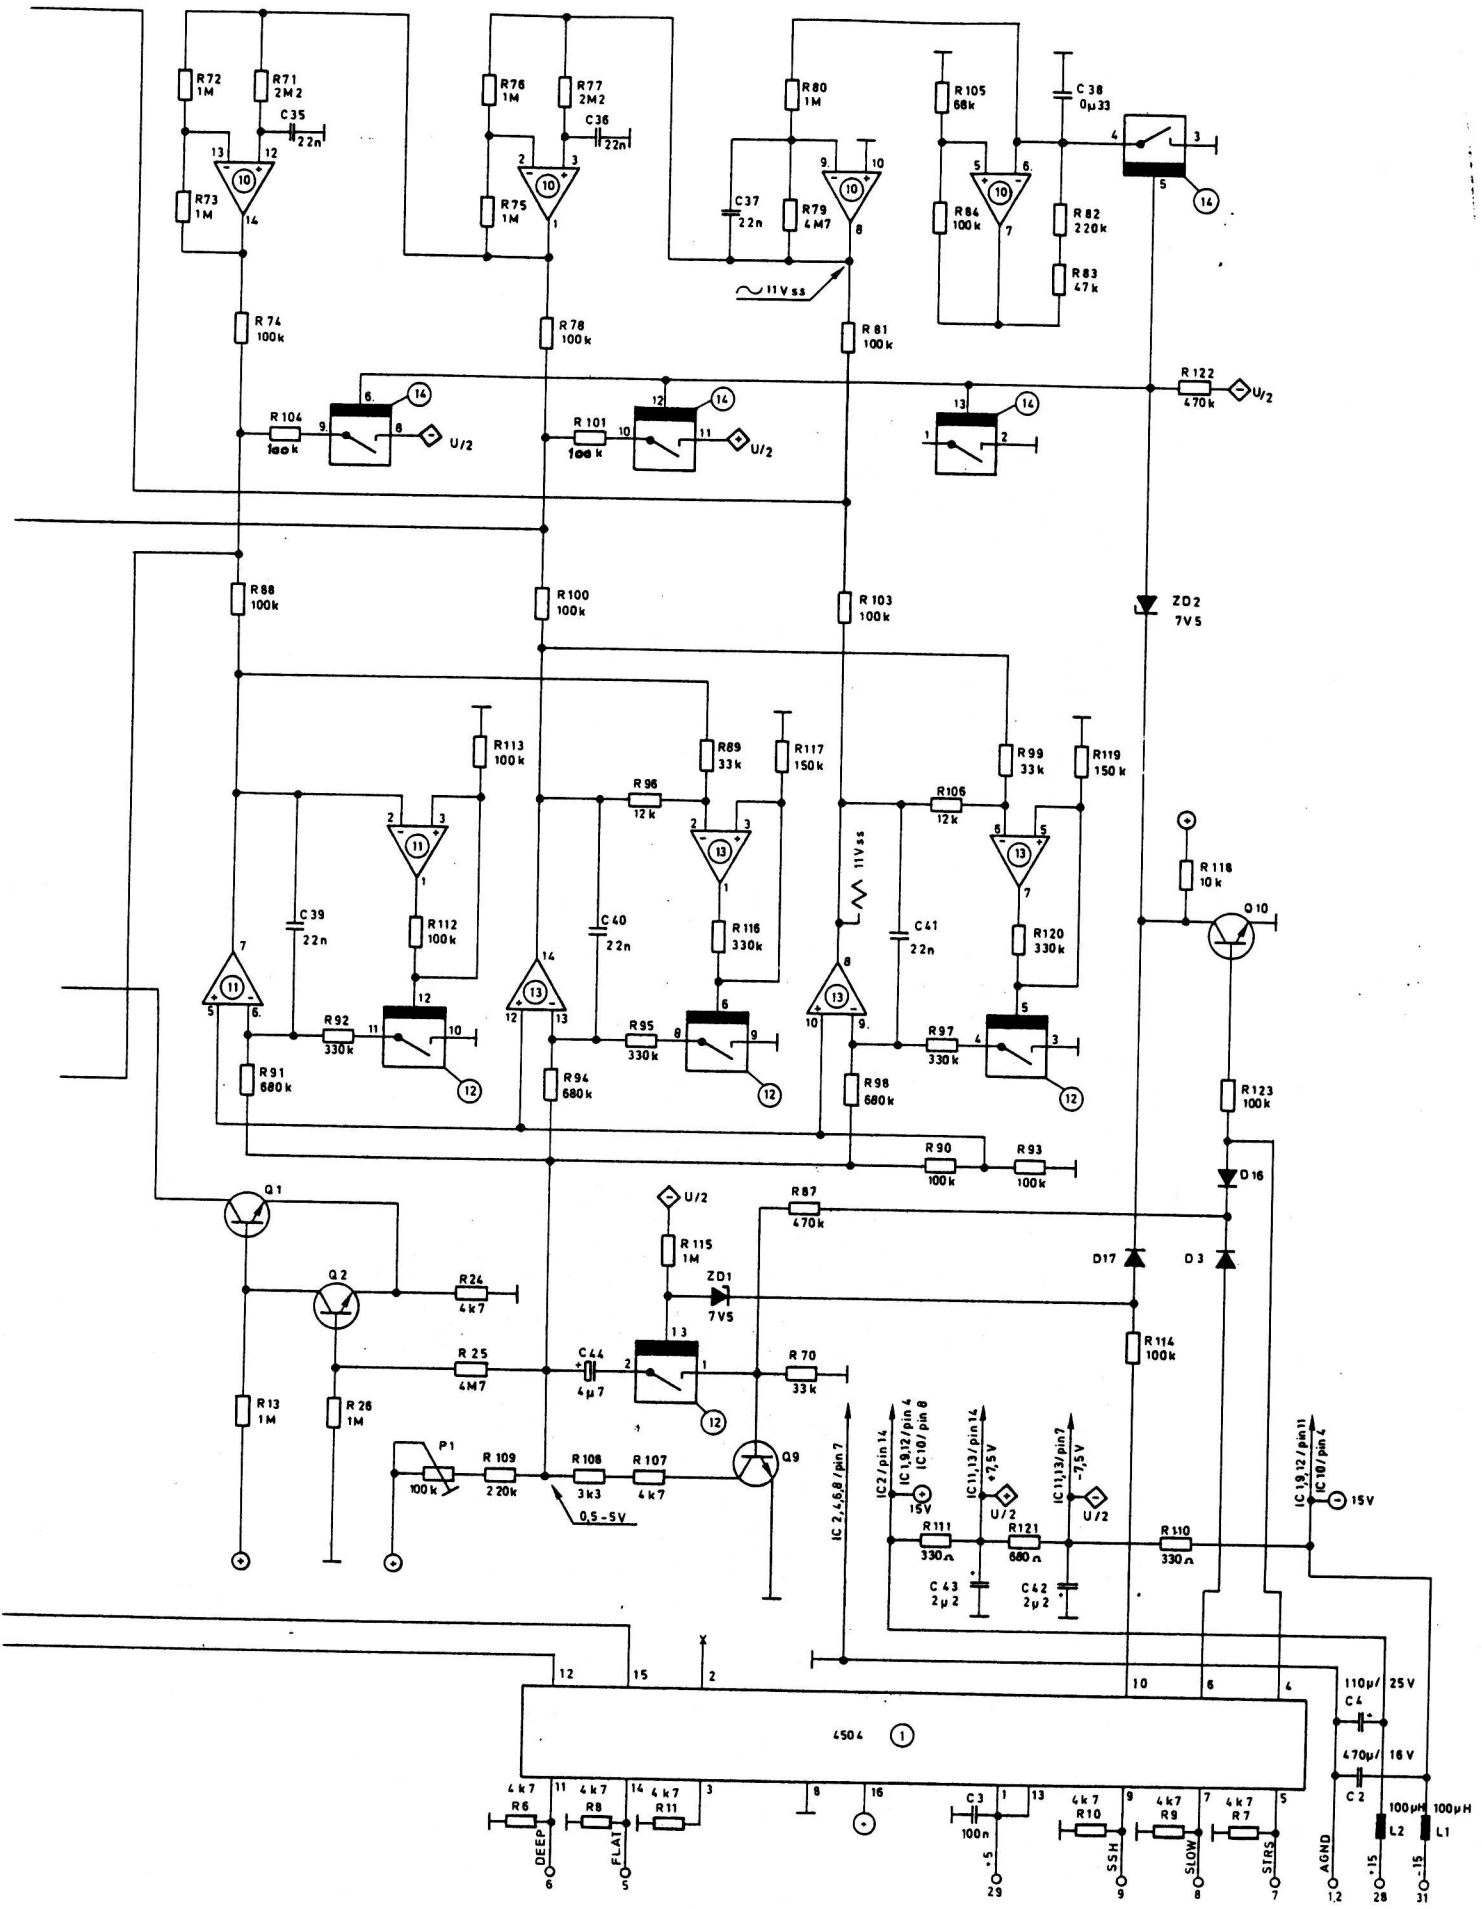 R72
1M
R71
2M2
C35
22n
13
12
-
+
10
R73
1M
14
R76
1M
R77
2M2
C36
22n
2
3
-
+
10
R75
1M
1
R80
1M
9.
10
-
+
10
C37
22n
R79
4M7
8
11Vss
R105
68k
C38
0µ33
4
3
5
14
5
6.
+
-
10
R84
100k
7
R82
220k
R83
47k
R74
100k
R78
100k
R81
100k
R122
470k
-
U/2
6.
14
R104
100k
9.
8
-
U/2
12
14
R101
100k
10
11
+
U/2
13
14
1
2
R88
100k
R100
100k
R103
100k
ZD2
7V5
R113
100k
R89
33k
R117
150k
R99
33k
R119
150k
R96
12k
R106
12k
2
3
-
+
11
1
2
3
-
+
13
1
6
5
-
+
13
7
11Vss
+
R118
10k
Q10
C39
22n
R112
100k
C40
22n
R116
330k
C41
22n
R120
330k
7
11
+
-
5
6.
14
13
+
-
12
13
8
13
+
-
10
9.
12
R92
330k
11
10
12
6
R95
330k
8
9
12
5
R97
330k
4
3
12
R91
680k
R94
680k
R98
680k
R123
100k
R90
100k
R93
100k
D16
Q1
-
U/2
R87
470k
R115
1M
D17
D3
Q2
R24
4k7
ZD1
7V5
R114
100k
R25
4M7
C44
+
4µ7
13
2
1
12
R70
33k
R13
1M
R26
1M
P1
100k
R109
220k
R108
3k3
R107
4k7
Q9
0,5-5V
+
+
IC 2,4,6,8/pin7
IC2/pin 14
IC 1,9,12/pin 4
IC10/ pin 8
+
15V
IC11,13/pin 14
+7,5V
+
U/2
IC11,13/pin7
-7,5V
-
U/2
IC 1,9,12/pin11
IC10/pin 4
-
15V
R111
330Ω
R121
680Ω
R110
330Ω
C43
2µ2
+
C42
2µ2
+
12
15
2
10
6
4
4504
1
110µ/ 25V
C4
+
470µ/ 16V
C2
4k7
11
4k7
14
4k7
3
R6
R8
R11
DEEP
6
FLAT
5
8
16
+
C3
100n
1
13
+5
29
4k7
9
R10
SSH
9
4k7
7
R9
SLOW
8
4k7
5
R7
STRS
7
AGND
1,2
100µH
L2
+15
28
100µH
L1
-15
31